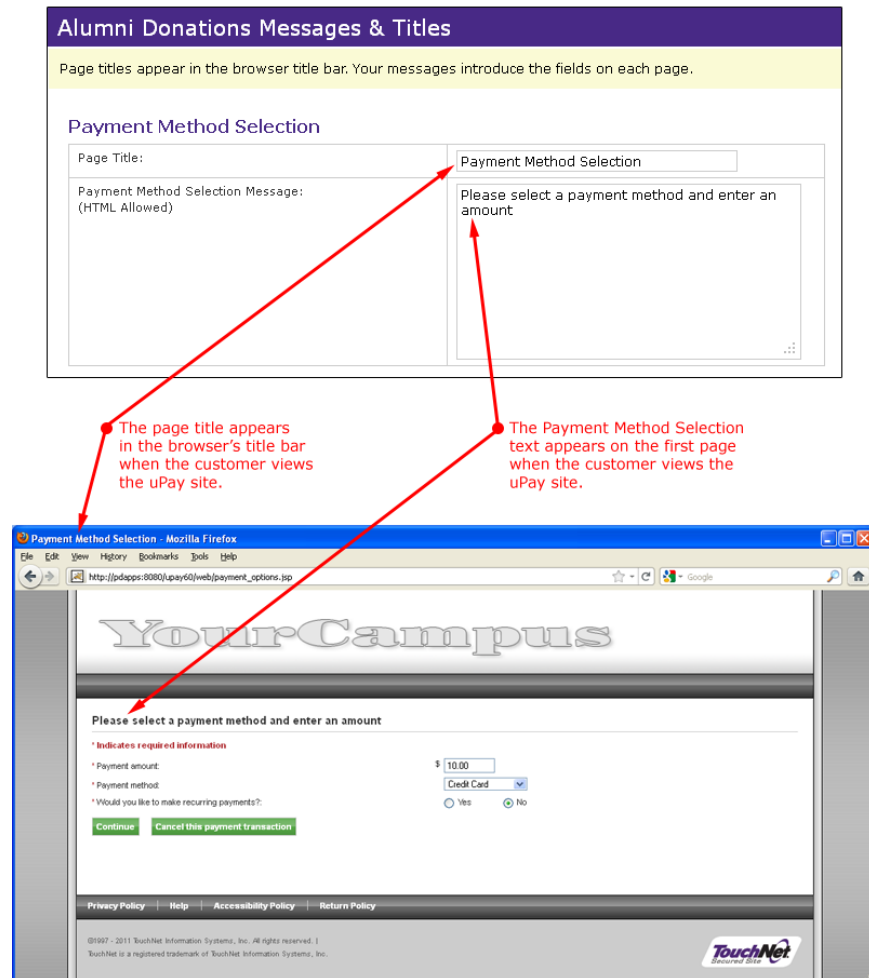 Alumni Donations Messages & Titles
Page titles appear in the browser title bar. Your messages introduce the fields on each page.
Payment Method Selection
Page Title:
Payment Method Selection
Payment Method Selection Message:
(HTML Allowed)
Please select a payment method and enter an
amount
The page title appears
in the browser's title bar
when the customer views
the uPay site.
The Payment Method Selection
text appears on the first page
when the customer views the
uPay site.
Payment Method Selection - Mozilla Firefox
File Edit View History Bookmarks Tools Help
http://pdapps:8080/upay60/web/payment_options.jsp
Google
YourCampus
Please select a payment method and enter an amount
* Indicates required information
* Payment amount:
$ 10.00
* Payment method:
Credit Card
* Would you like to make recurring payments?:
Yes No
Continue Cancel this payment transaction
Privacy Policy | Help | Accessibility Policy | Return Policy
©1997 - 2011 TouchNet Information Systems, Inc. All rights reserved. |
TouchNet is a registered trademark of TouchNet Information Systems, Inc.
TouchNet
Secured Site